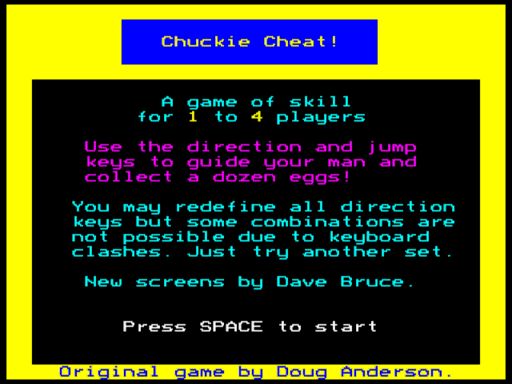 Chuckie Cheat!
A game of skill
for 1 to 4 players
Use the direction and jump
keys to guide your man and
collect a dozen eggs!
You may redefine all direction
keys but some combinations are
not possible due to keyboard
clashes. Just try another set.
New screens by Dave Bruce.
Press SPACE to start
Original game by Doug Anderson.